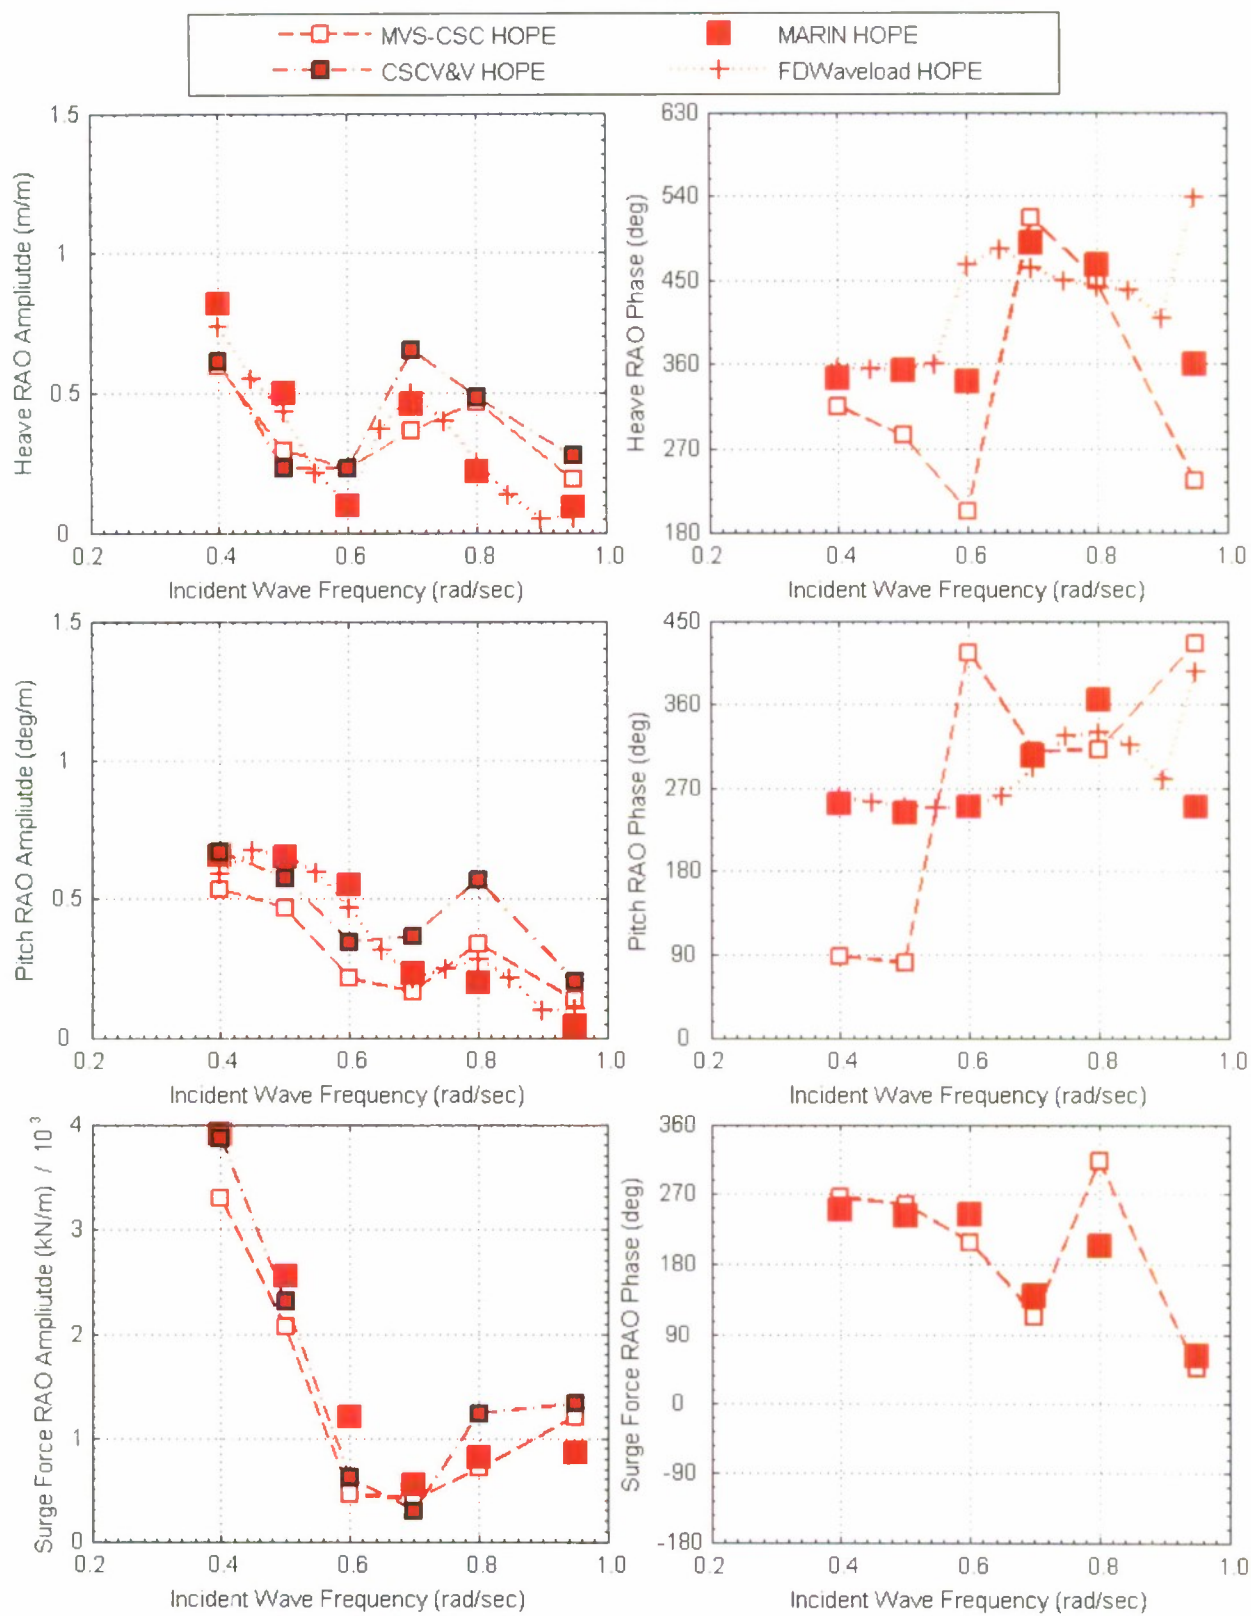 MVS-CSC HOPE
MARIN HOPE
CSCV&V HOPE
FDWaveload HOPE
Heave RAO Ampliutde (m/m)
1.5
1
0.5
0
0.2 0.4 0.6 0.8 1.0
Incident Wave Frequency (rad/sec)
Heave RAO Phase (deg)
630
540
450
360
270
180
0.2 0.4 0.6 0.8 1.0
Incident Wave Frequency (rad/sec)
Pitch RAO Ampliutde (deg/m)
1.5
1
0.5
0
0.2 0.4 0.6 0.8 1.0
Incident Wave Frequency (rad/sec)
Pitch RAO Phase (deg)
450
360
270
180
90
0
0.2 0.4 0.6 0.8 1.0
Incident Wave Frequency (rad/sec)
Surge Force RAO Ampliutde (kN/m) / 10³
4
3
2
1
0
0.2 0.4 0.6 0.8 1.0
Incident Wave Frequency (rad/sec)
Surge Force RAO Phase (deg)
360
270
180
90
0
-90
-180
0.2 0.4 0.6 0.8 1.0
Incident Wave Frequency (rad/sec)